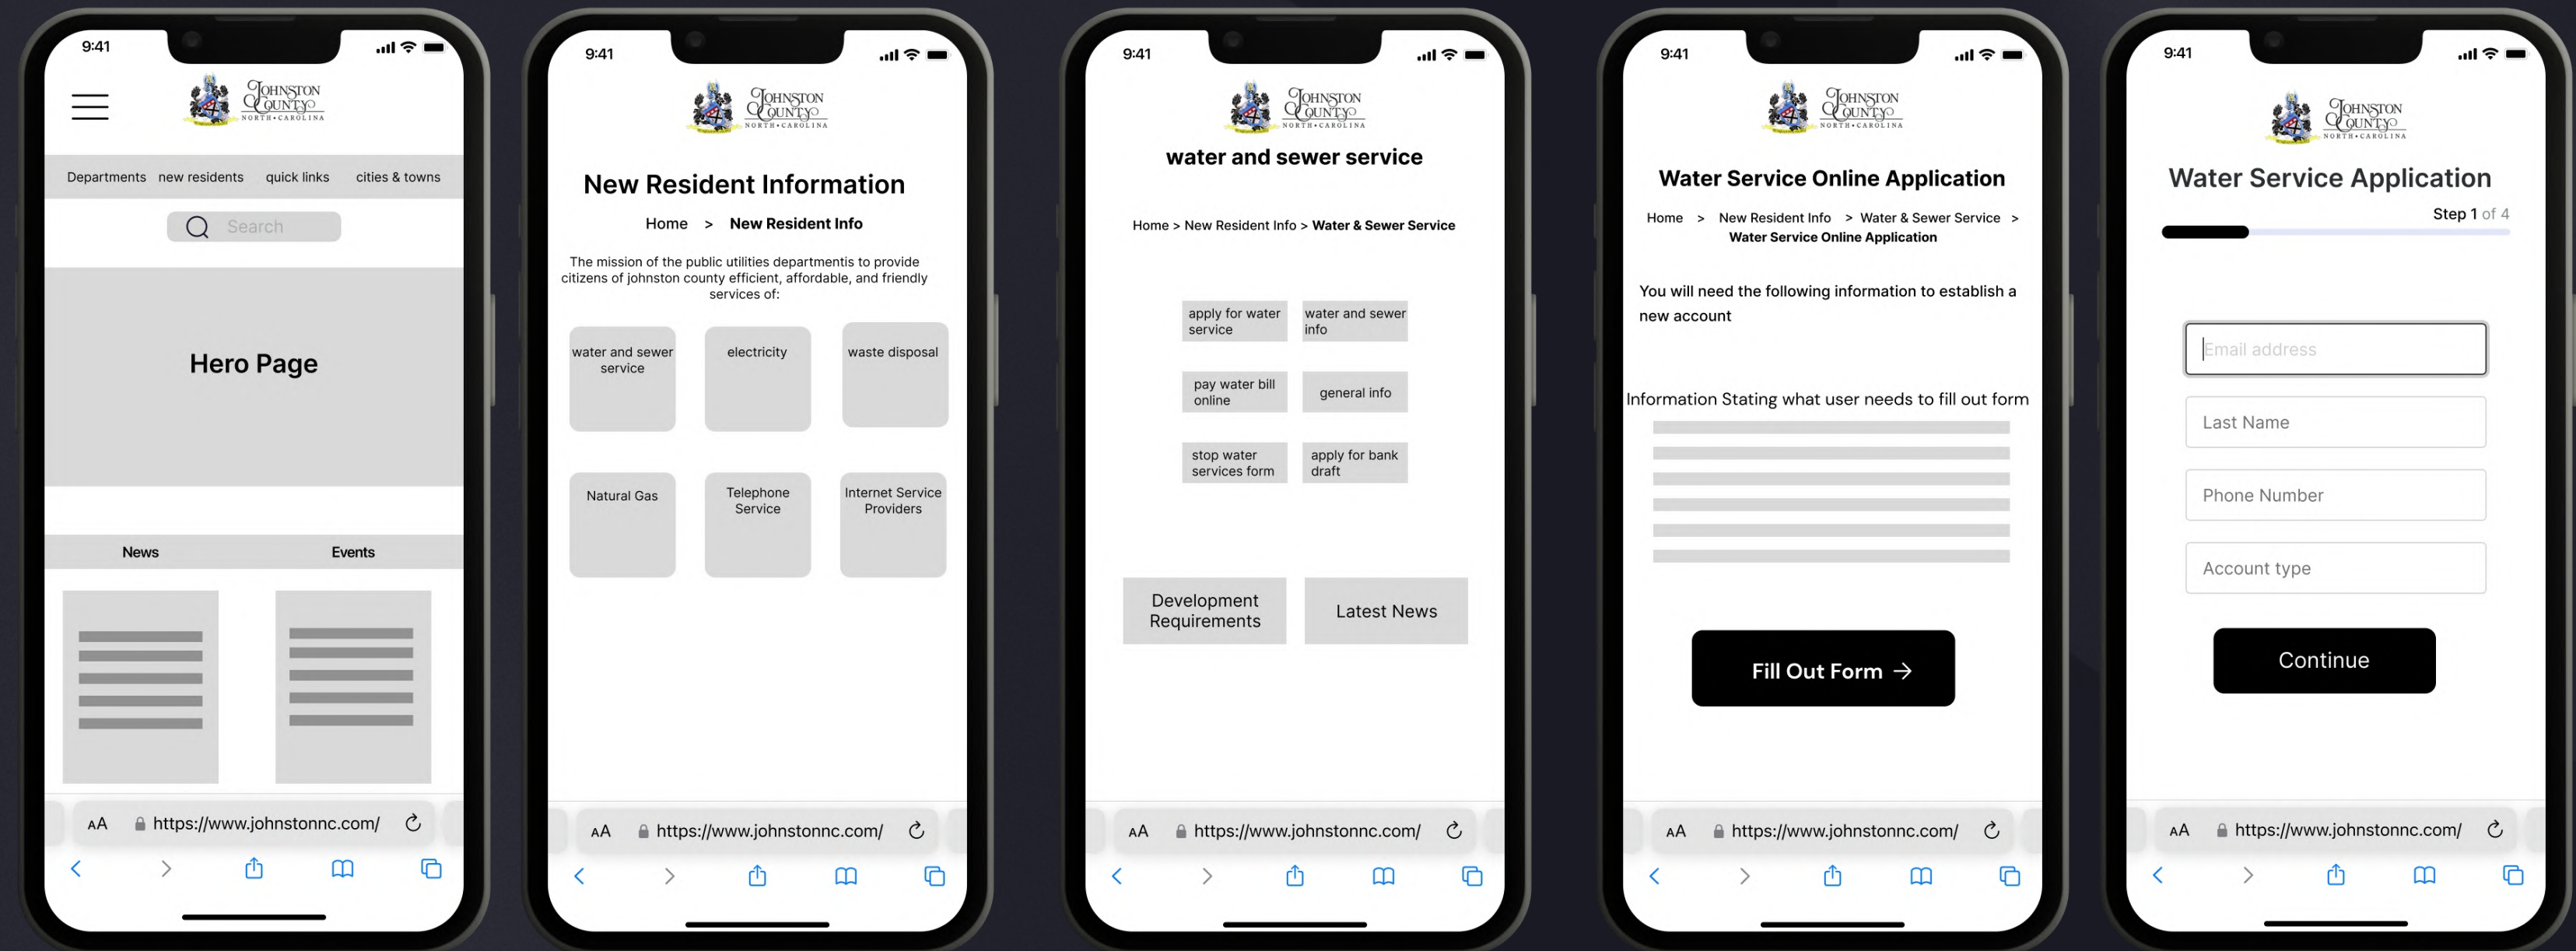 9:41
JOHNSTON
COUNTY
NORTH•CAROLINA
Departments new residents quick links cities & towns
Search
Hero Page
News Events
AA https://www.johnstonnc.com/
9:41
JOHNSTON
COUNTY
NORTH•CAROLINA
New Resident Information
Home > New Resident Info
The mission of the public utilities departmentis to provide
citizens of johnston county efficient, affordable, and friendly
services of:
water and sewer
service
electricity
waste disposal
Natural Gas
Telephone
Service
Internet Service
Providers
AA https://www.johnstonnc.com/
9:41
JOHNSTON
COUNTY
NORTH•CAROLINA
water and sewer service
Home > New Resident Info > Water & Sewer Service
apply for water
service
water and sewer
info
pay water bill
online
general info
stop water
services form
apply for bank
draft
Development
Requirements
Latest News
AA https://www.johnstonnc.com/
9:41
JOHNSTON
COUNTY
NORTH•CAROLINA
Water Service Online Application
Home > New Resident Info > Water & Sewer Service >
Water Service Online Application
You will need the following information to establish a
new account
Information Stating what user needs to fill out form
Fill Out Form →
AA https://www.johnstonnc.com/
9:41
JOHNSTON
COUNTY
NORTH•CAROLINA
Water Service Application
Step 1 of 4
Email address
Last Name
Phone Number
Account type
Continue
AA https://www.johnstonnc.com/